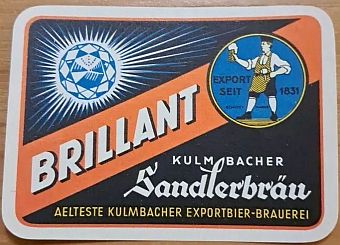 EXPORT
SEIT 1831
BRILLANT
KULMBACHER
Sandlerbräu
AELTESTE KULMBACHER EXPORTBIER-BRAUEREI